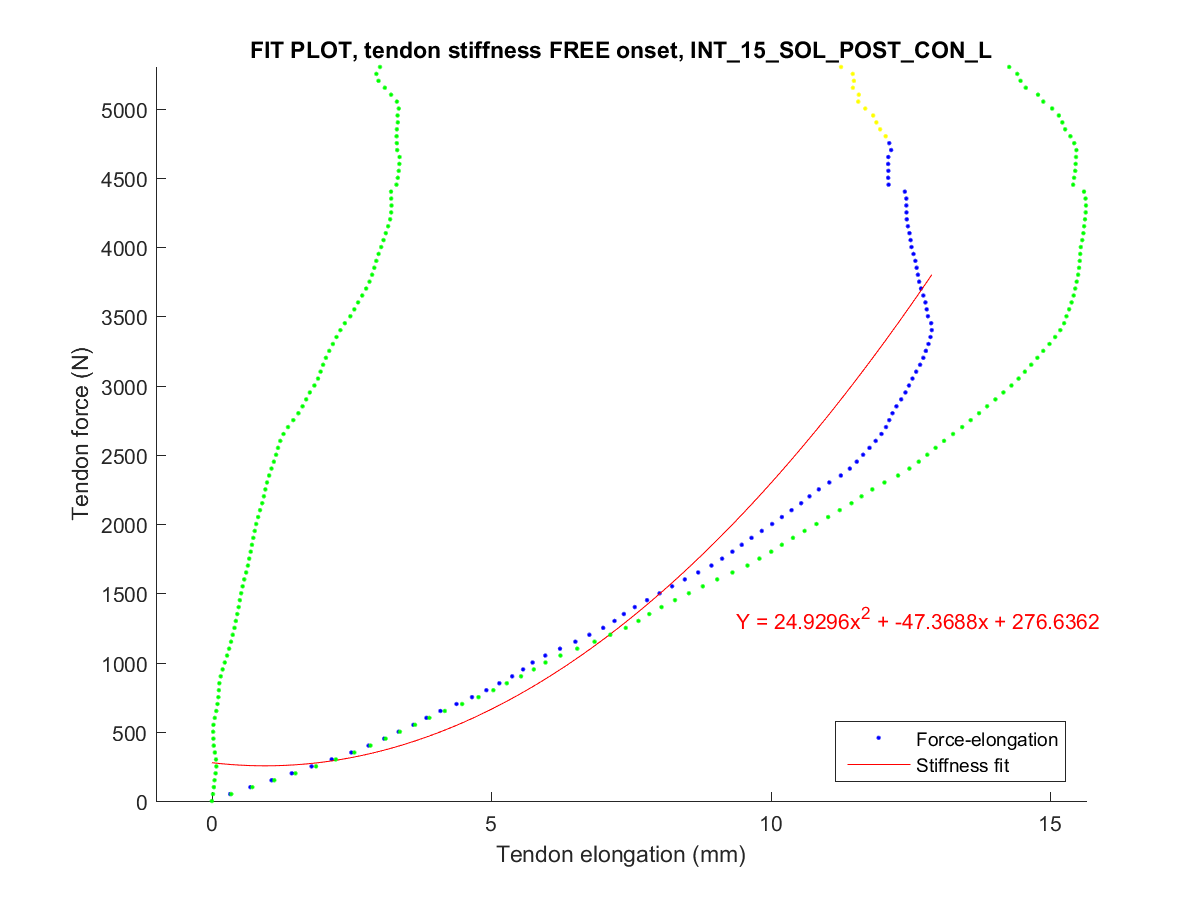 FIT PLOT, tendon stiffness FREE onset, INT_15_SOL_POST_CON_L
5000
4500
4000
3500
3000
2500
2000
1500
1000
500
0
Tendon force (N)
Y = 24.9296x² + -47.3688x + 276.6362
Force-elongation
Stiffness fit
0 5 10 15
Tendon elongation (mm)